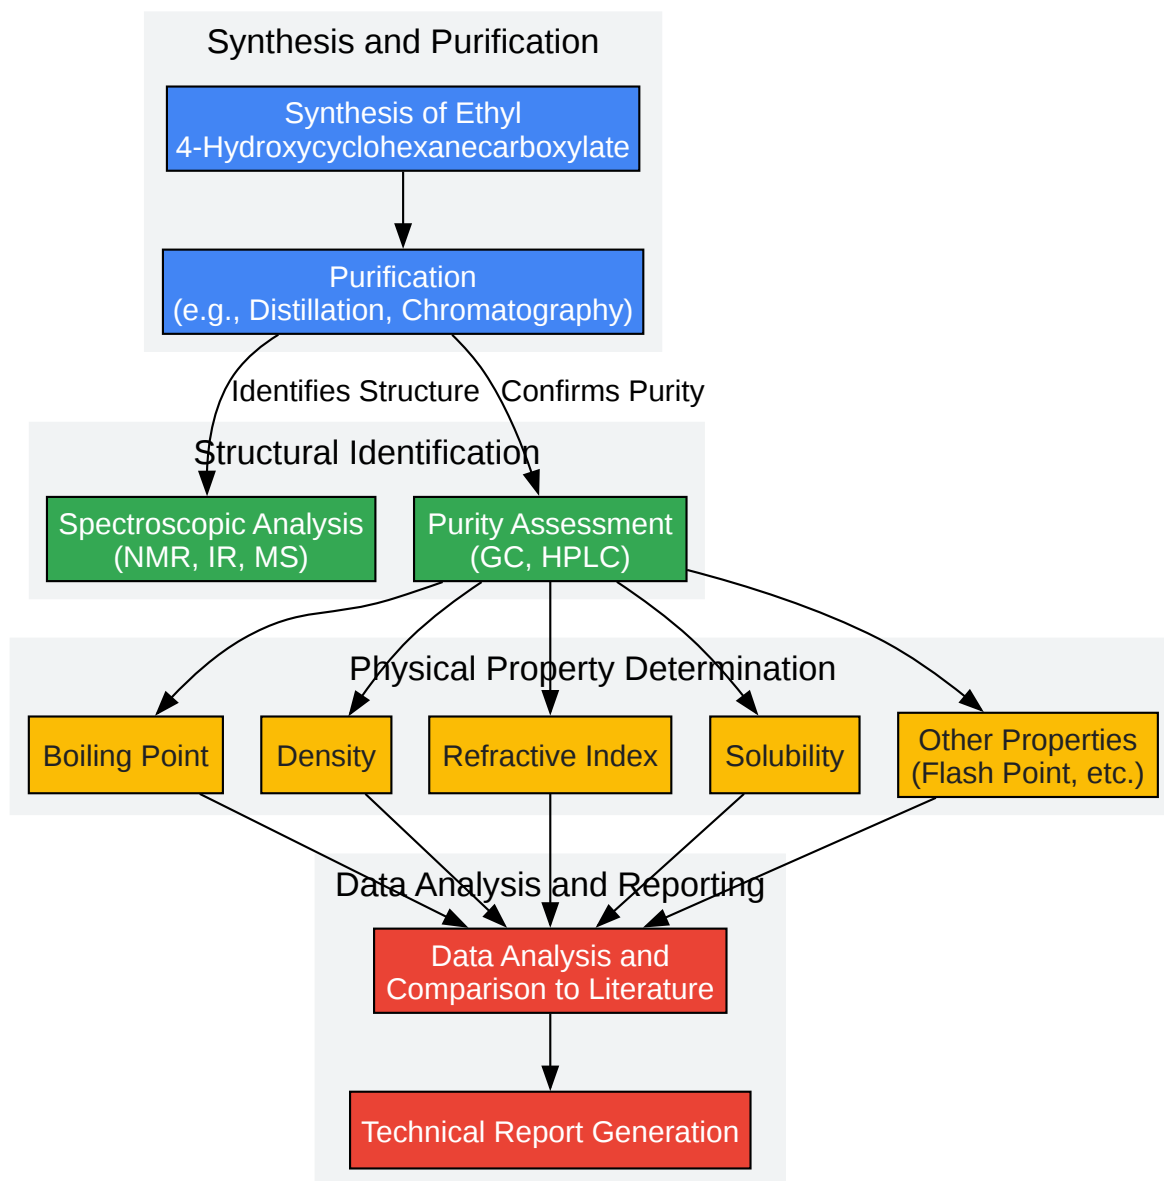 Synthesis and Purification
Synthesis of Ethyl
4-Hydroxycyclohexanecarboxylate
Purification
(e.g., Distillation, Chromatography)
Identifies Structure
Confirms Purity
Structural Identification
Spectroscopic Analysis
(NMR, IR, MS)
Purity Assessment
(GC, HPLC)
Physical Property Determination
Boiling Point
Density
Refractive Index
Solubility
Other Properties
(Flash Point, etc.)
Data Analysis and Reporting
Data Analysis and
Comparison to Literature
Technical Report Generation